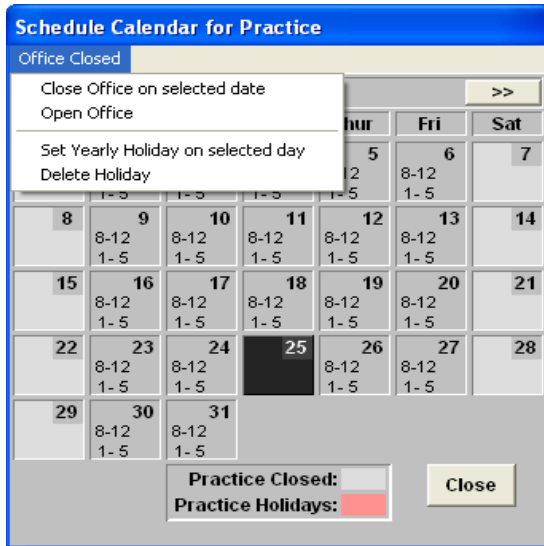 Schedule Calendar for Practice
Office Closed
Close Office on selected date
Open Office
Set Yearly Holiday on selected day
Delete Holiday
>>
Fri Sat
5 6 7
8-12
1- 5 1- 5 1- 5 1- 5 1- 5
8 9 10 11 12 13 14
8-12 8-12 8-12 8-12 8-12
1- 5 1- 5 1- 5 1- 5 1- 5
15 16 17 18 19 20 21
8-12 8-12 8-12 8-12 8-12
1- 5 1- 5 1- 5 1- 5 1- 5
22 23 24 25 26 27 28
8-12 8-12 8-12 8-12
1- 5 1- 5 1- 5 1- 5
29 30 31
8-12 8-12
1- 5 1- 5
Practice Closed:
Practice Holidays:
Close